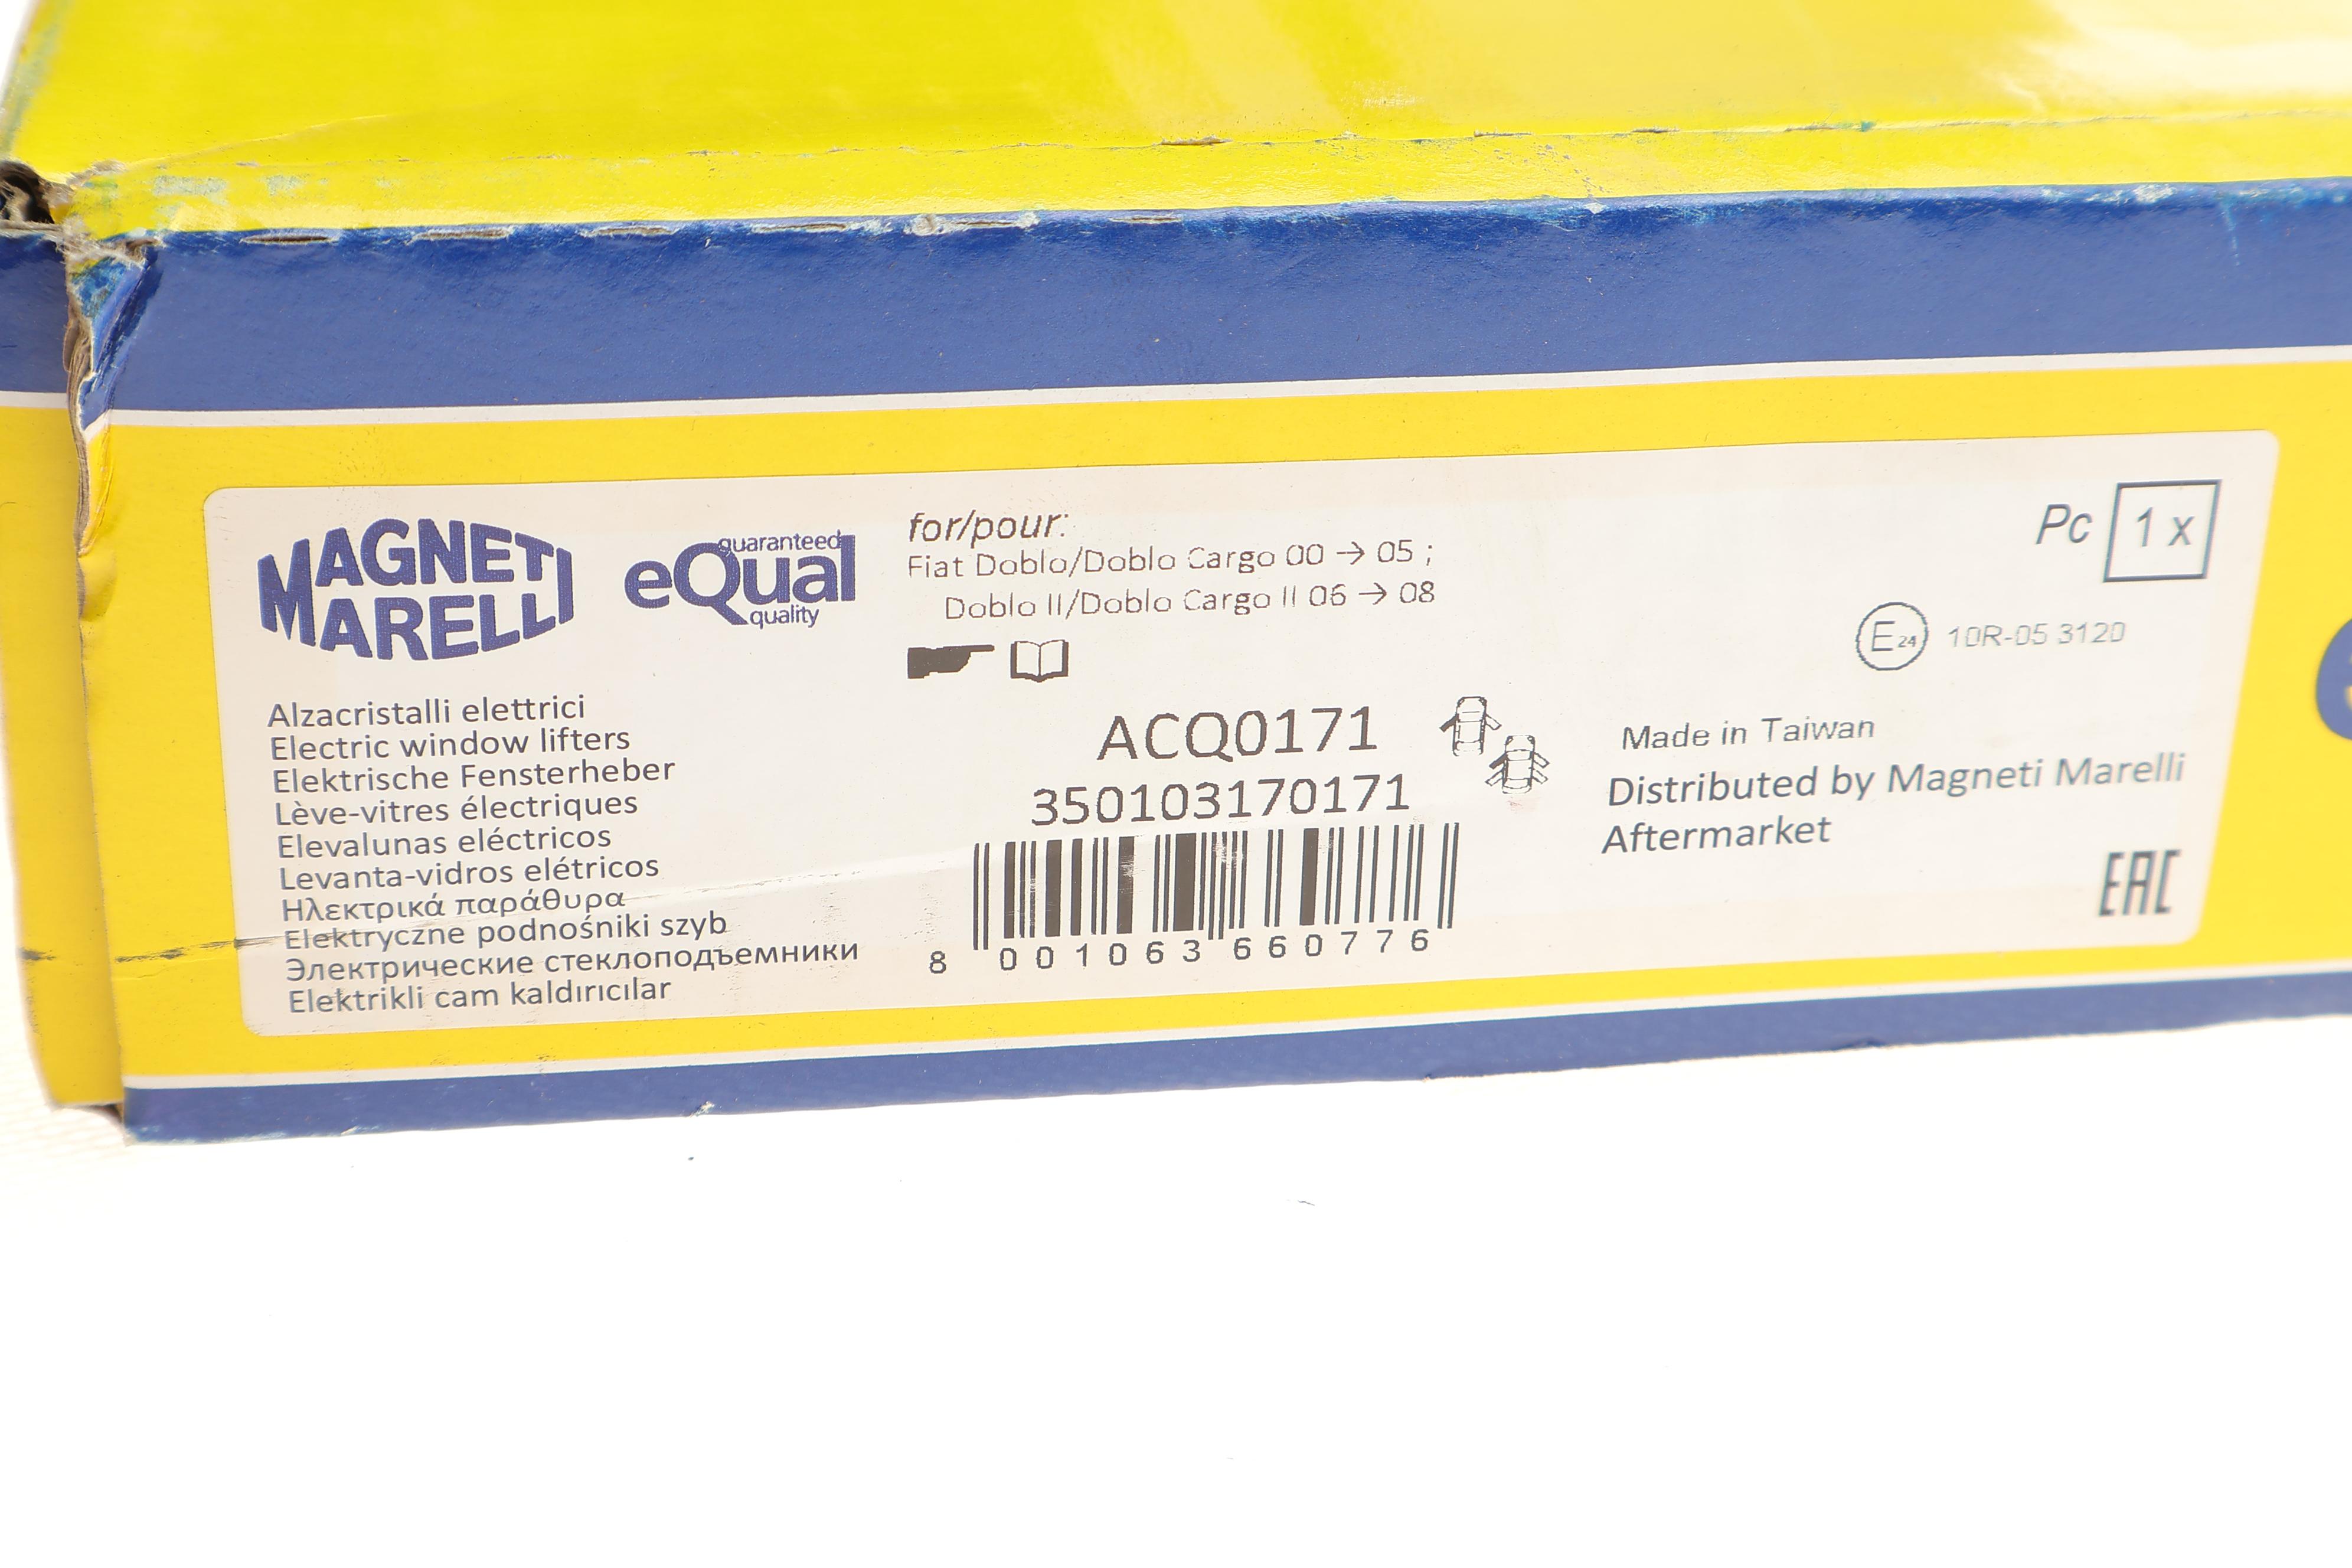 MAGNETI
MARELLI
guaranteed
eQual
quality
for/pour:
Fiat Doblo/Doblo Cargo 00 → 05 ;
Doblo II/Doblo Cargo II 06 → 08
Pc 1 x
E24 10R-05 3120
Alzacristalli elettrici
Electric window lifters
Elektrische Fensterheber
Lève-vitres électriques
Elevalunas eléctricos
Levanta-vidros elétricos
Ηλεκτρικά παράθυρα
Elektryczne podnośniki szyb
Электрические стеклоподъемники
Elektrikli cam kaldırıcılar
ACQ0171
350103170171
8 001063 660776
Made in Taiwan
Distributed by Magneti Marelli
Aftermarket
EAC